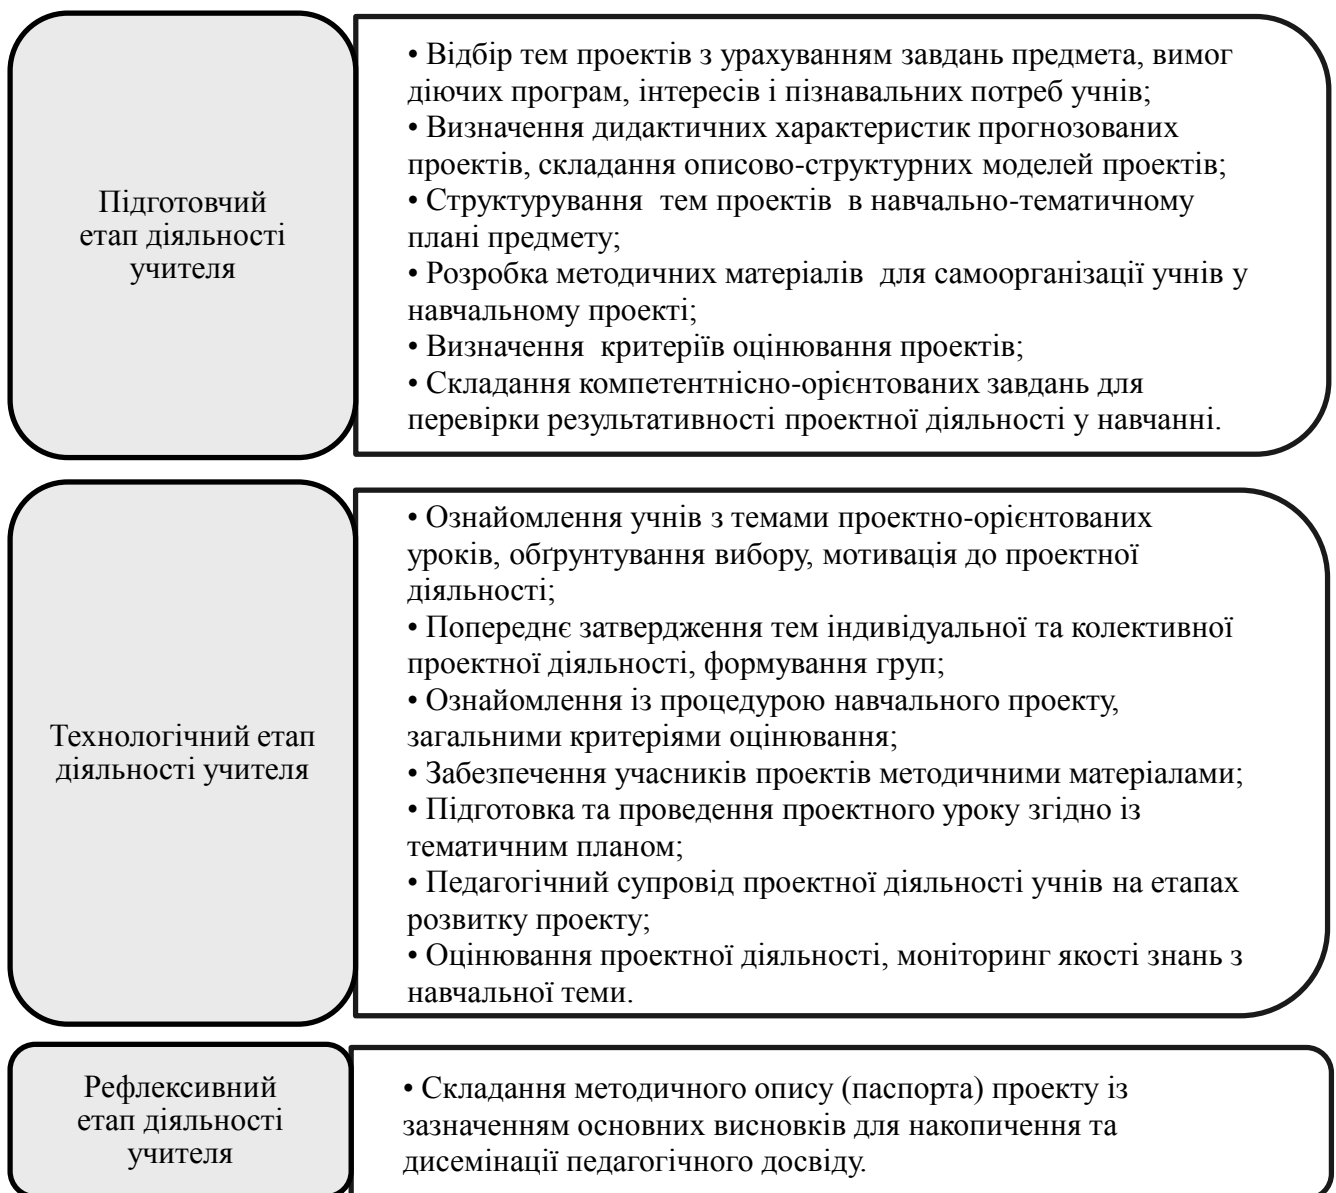 Підготовчий
етап діяльності
учителя
• Відбір тем проектів з урахуванням завдань предмета, вимог
діючих програм, інтересів і пізнавальних потреб учнів;
• Визначення дидактичних характеристик прогнозованих
проектів, складання описово-структурних моделей проектів;
• Структурування тем проектів в навчально-тематичному
плані предмету;
• Розробка методичних матеріалів для самоорганізації учнів у
навчальному проекті;
• Визначення критеріїв оцінювання проектів;
• Складання компетентнісно-орієнтованих завдань для
перевірки результативності проектної діяльності у навчанні.
Технологічний етап
діяльності учителя
• Ознайомлення учнів з темами проектно-орієнтованих
уроків, обґрунтування вибору, мотивація до проектної
діяльності;
• Попереднє затвердження тем індивідуальної та колективної
проектної діяльності, формування груп;
• Ознайомлення із процедурою навчального проекту,
загальними критеріями оцінювання;
• Забезпечення учасників проектів методичними матеріалами;
• Підготовка та проведення проектного уроку згідно із
тематичним планом;
• Педагогічний супровід проектної діяльності учнів на етапах
розвитку проекту;
• Оцінювання проектної діяльності, моніторинг якості знань з
навчальної теми.
Рефлексивний
етап діяльності
учителя
• Складання методичного опису (паспорта) проекту із
зазначенням основних висновків для накопичення та
дисемінації педагогічного досвіду.